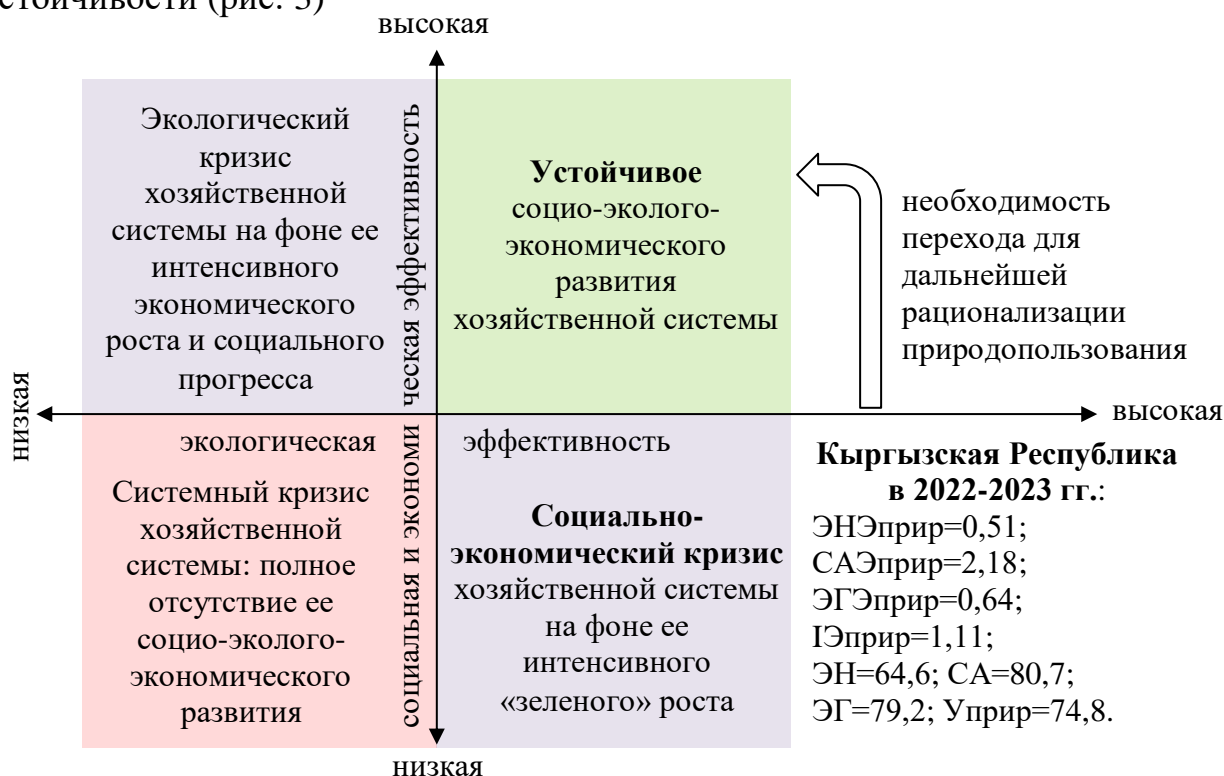 стойчивости (рис. 3)
высокая
Экологический
кризис
хозяйственной
системы на фоне ее
интенсивного
экономического
роста и социального
прогресса
социальная и экономи ческая эффективность
Устойчивое
социо-эколого-
экономического
развития
хозяйственной системы
необходимость
перехода для
дальнейшей
рационализации
природопользования
низкая
высокая
экологическая
эффективность
Системный кризис
хозяйственной
системы: полное
отсутствие ее
социо-эколого-
экономического
развития
Социально-
экономический кризис
хозяйственной системы
на фоне ее
интенсивного
«зеленого» роста
Кыргызская Республика
в 2022-2023 гг.:
ЭНЭприр=0,51;
САЭприр=2,18;
ЭГЭприр=0,64;
IЭприр=1,11;
ЭН=64,6; СА=80,7;
ЭГ=79,2; Уприр=74,8.
низкая